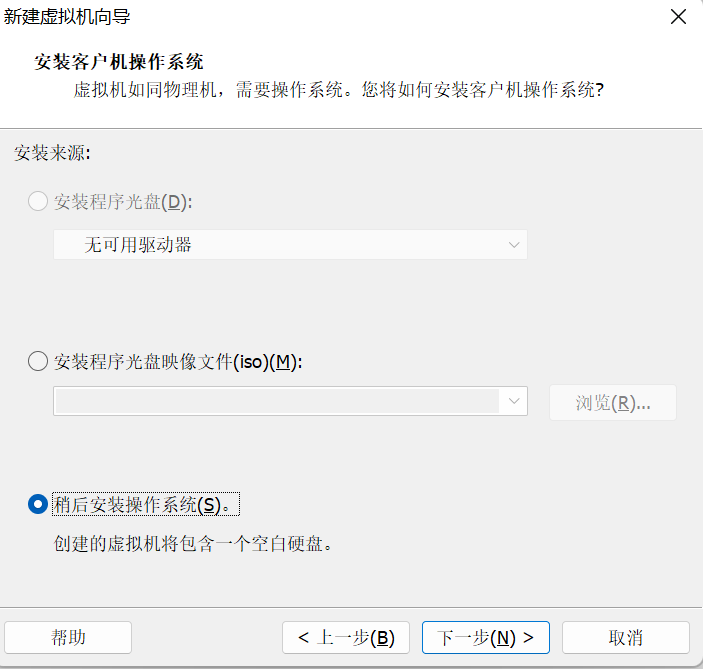 新建虚拟机向导
安装客户机操作系统
虚拟机如同物理机，需要操作系统。您将如何安装客户机操作系统?
安装来源:
安装程序光盘(D):
无可用驱动器
安装程序光盘映像文件(iso)(M):
浏览(R)...
稍后安装操作系统(S)。
创建的虚拟机将包含一个空白硬盘。
帮助
< 上一步(B)
下一步(N) >
取消